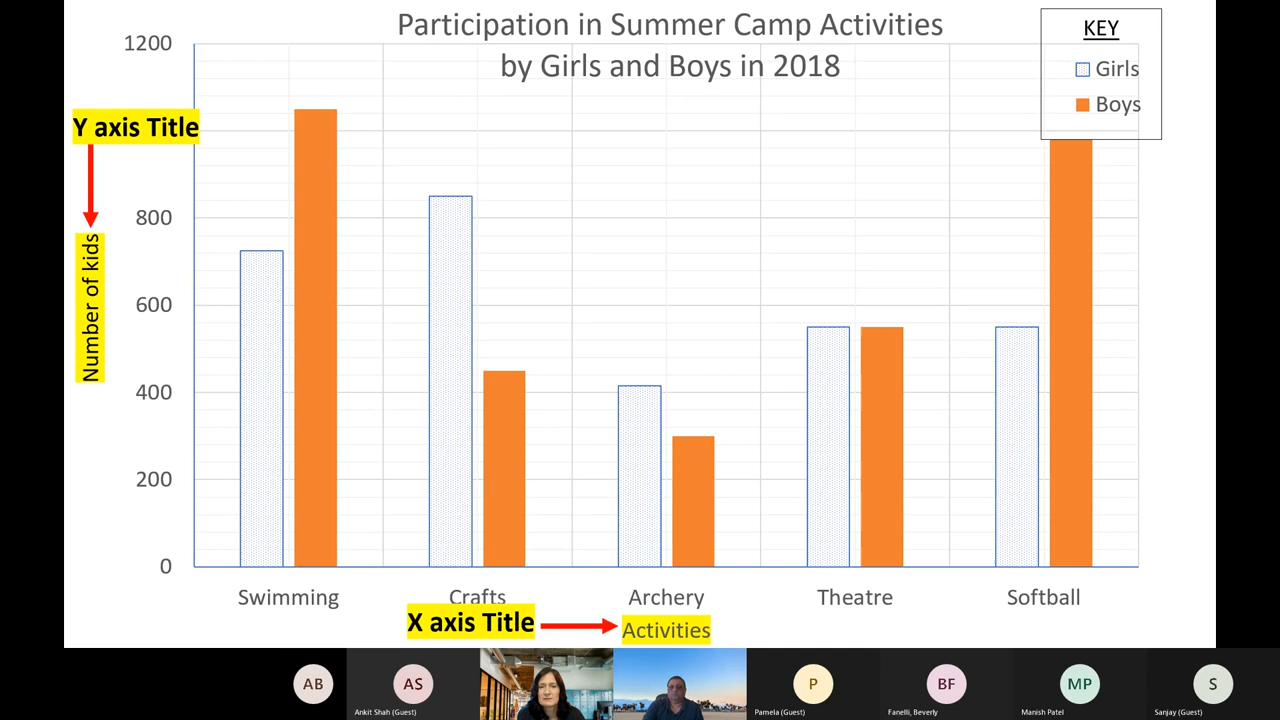 Participation in Summer Camp Activities
by Girls and Boys in 2018
KEY
Girls
Boys
1200
Y axis Title
800
600
400
200
0
Number of kids
Swimming
Crafts
Archery
Theatre
Softball
X axis Title
Activities
AB
AS
Ankit Shah (Guest)
P
Pamela (Guest)
BF
Fanelli, Beverly
MP
Manish Patel
S
Sanjay (Guest)